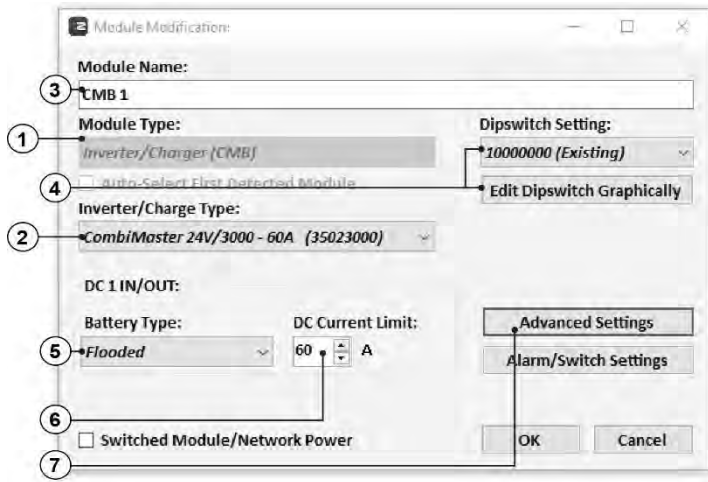 Module Modification:
Module Name:
3 CMB 1
Module Type: Dipswitch Setting:
1 Inverter/Charger (CMB) 10000000 (Existing)
4 Auto-Select First Detected Module Edit Dipswitch Graphically
Inverter/Charge Type:
2 CombiMaster 24V/3000 - 60A (35023000)
DC 1 IN/OUT:
Battery Type: DC Current Limit: Advanced Settings
5 Flooded 60 A Alarm/Switch Settings
6
Switched Module/Network Power OK Cancel
7